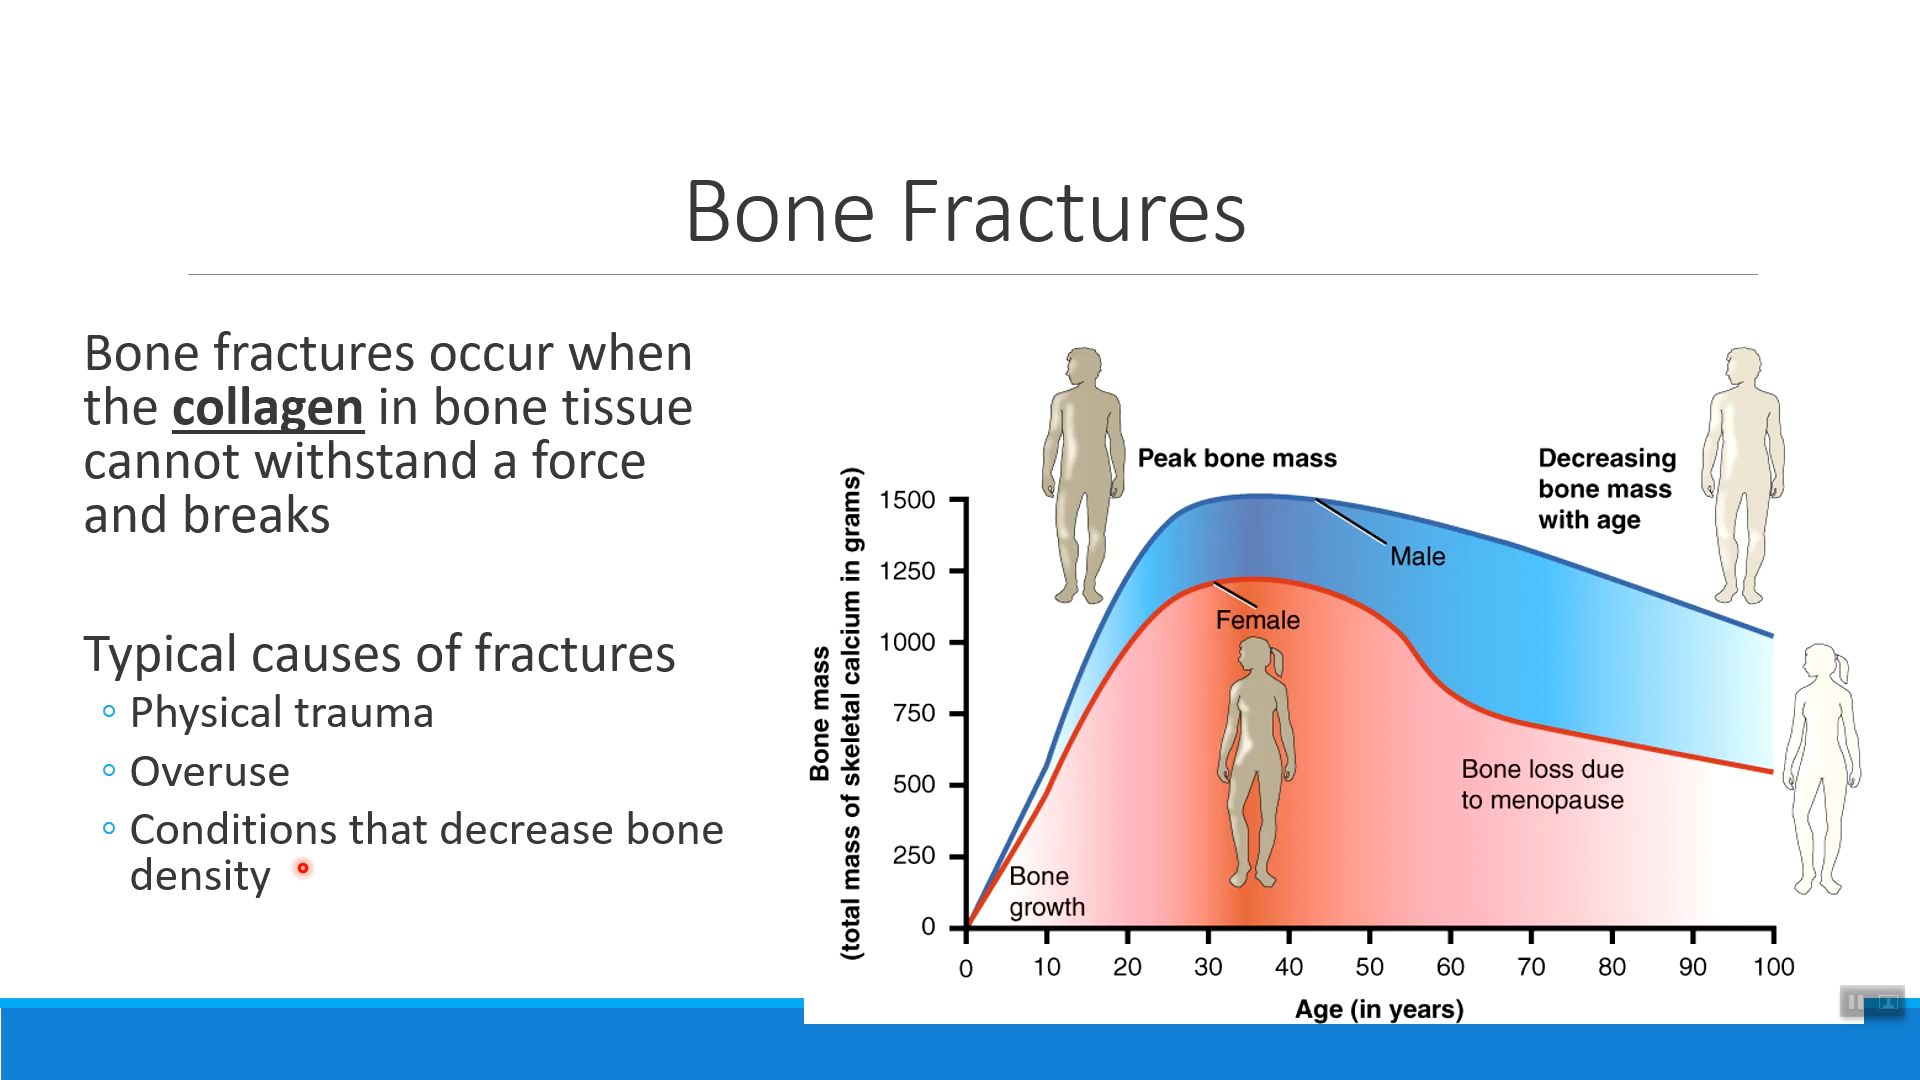 Bone Fractures
Bone fractures occur when
the collagen in bone tissue
cannot withstand a force
and breaks
Typical causes of fractures
Physical trauma
Overuse
Conditions that decrease bone
density
Peak bone mass
Decreasing
bone mass
with age
Male
Female
Bone loss due
to menopause
Bone
growth
Bone mass
(total mass of skeletal calcium in grams)
1500
1250
1000
750
500
250
0
0 10 20 30 40 50 60 70 80 90 100
Age (in years)